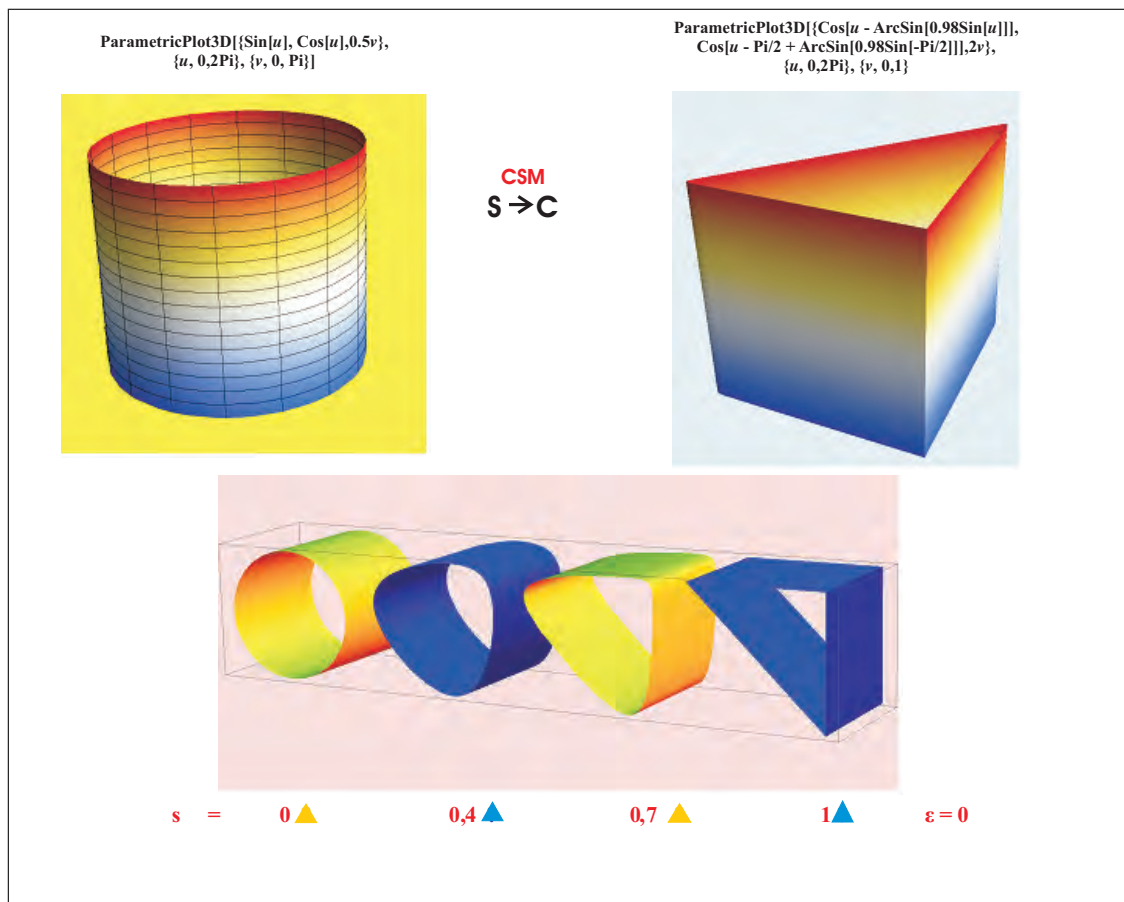 ParametricPlot3D[{Sin[u], Cos[u],0.5v},
{u, 0,2Pi}, {v, 0, Pi}]
ParametricPlot3D[{Cos[u - ArcSin[0.98Sin[u]]],
Cos[u - Pi/2 + ArcSin[0.98Sin[-Pi/2]]],2v},
{u, 0,2Pi}, {v, 0,1}
CSM
S → C
s = 0 0,4 0,7 1 ε = 0